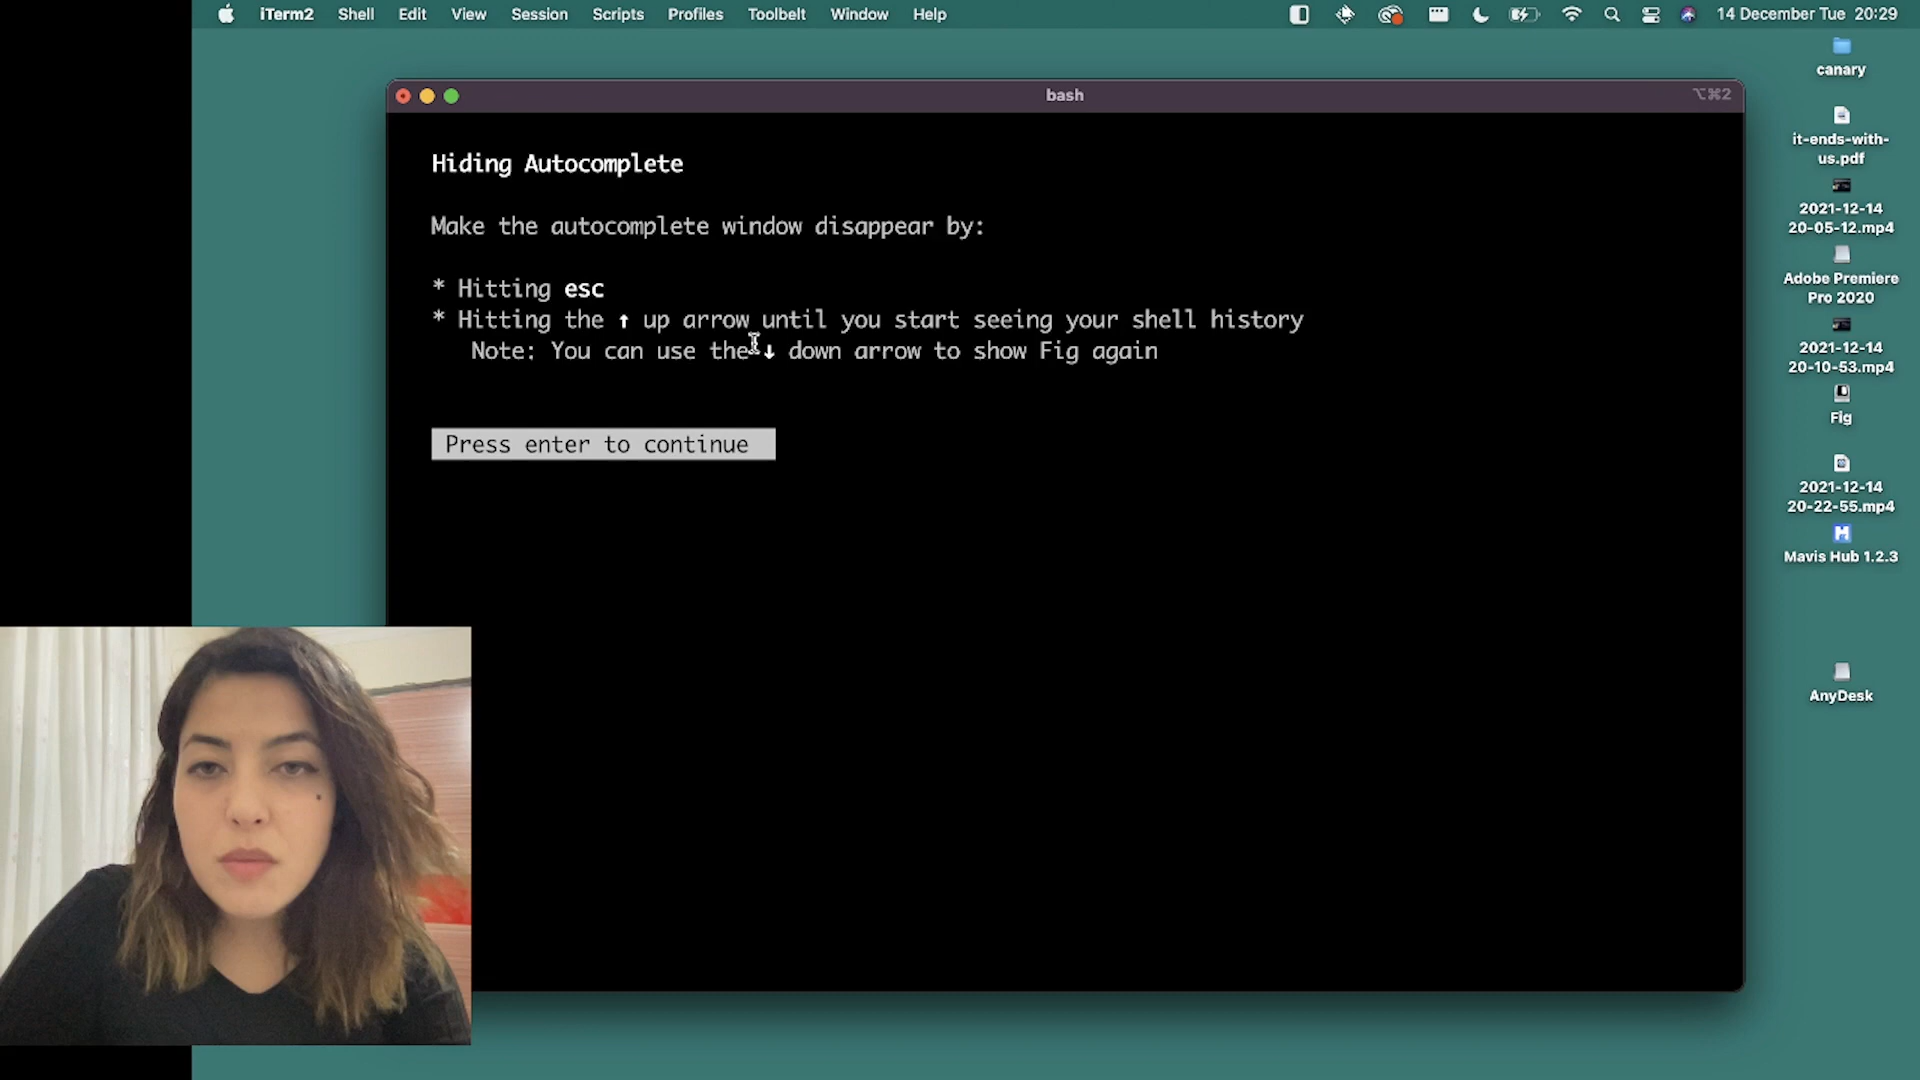 iTerm2 Shell Edit View Session Scripts Profiles Toolbelt Window Help 14 December Tue 20:29
bash
⌥⌘2
Hiding Autocomplete
Make the autocomplete window disappear by:
* Hitting esc
* Hitting the ↑ up arrow until you start seeing your shell history
Note: You can use the ↓ down arrow to show Fig again
Press enter to continue
canary
it-ends-with-
us.pdf
2021-12-14
20-05-12.mp4
Adobe Premiere
Pro 2020
2021-12-14
20-10-53.mp4
Fig
2021-12-14
20-22-55.mp4
Mavis Hub 1.2.3
AnyDesk